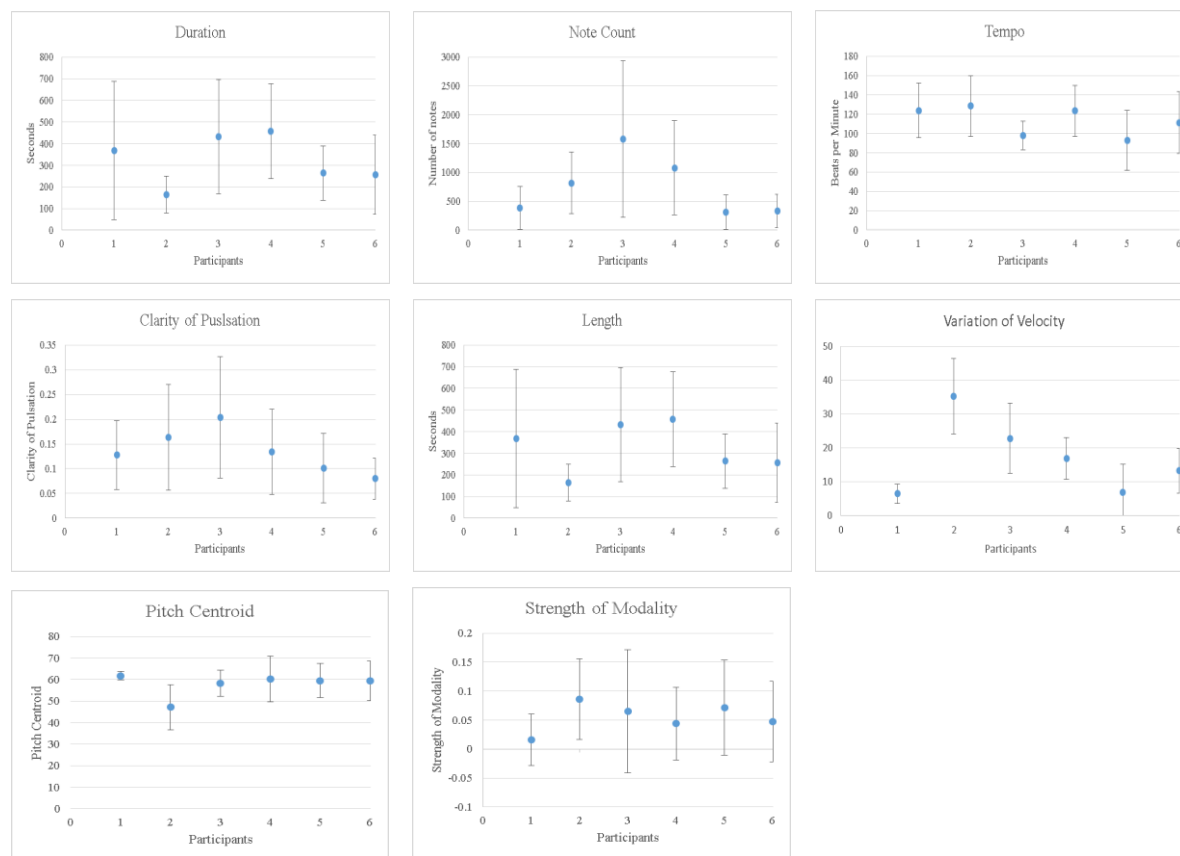 Duration
800
700
600
500
400
300
200
100
0
Seconds
0 1 2 3 4 5 6
Participants
Note Count
3000
2500
2000
1500
1000
500
0
Number of notes
0 1 2 3 4 5 6
Participants
Tempo
180
160
140
120
100
80
60
40
20
0
Beats per Minute
0 1 2 3 4 5 6
Participants
Clarity of Puslsation
0.35
0.3
0.25
0.2
0.15
0.1
0.05
0
Clarity of Pulsation
0 1 2 3 4 5 6
Participants
Length
800
700
600
500
400
300
200
100
0
Seconds
0 1 2 3 4 5 6
Participants
Variation of Velocity
50
40
30
20
10
0
0 1 2 3 4 5 6
Participants
Pitch Centroid
80
70
60
50
40
30
20
10
0
Pitch Centroid
0 1 2 3 4 5 6
Participants
Strength of Modality
0.2
0.15
0.1
0.05
0
-0.05
-0.1
Strength of Modality
0 1 2 3 4 5 6
Participants